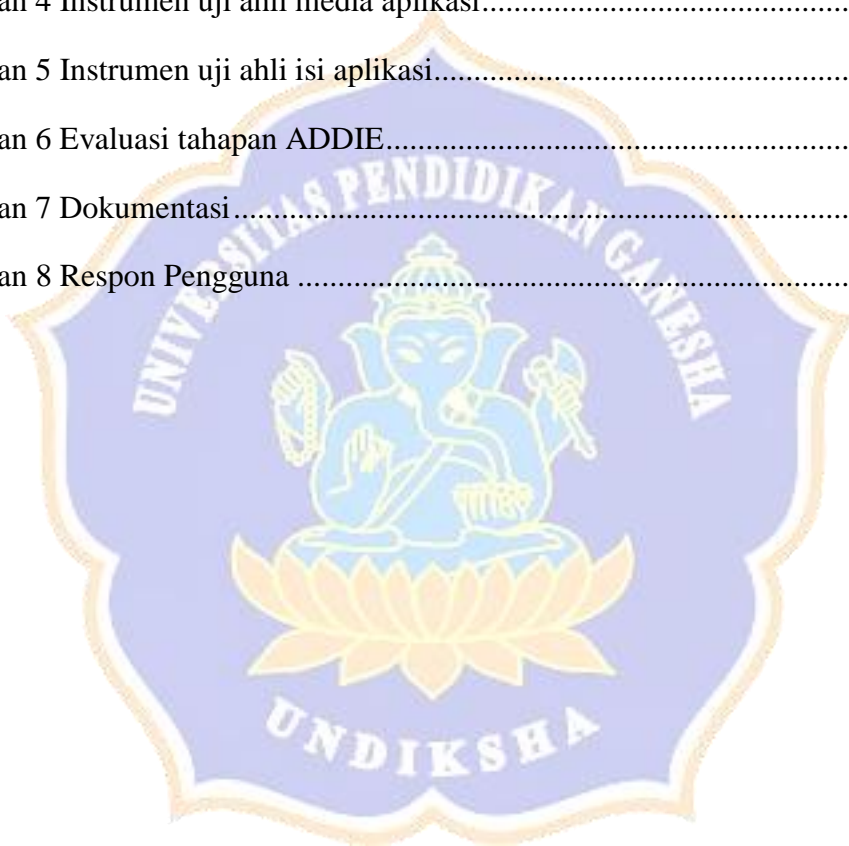 an 4 Instrumen uji ahli media aplikasi..............................................
an 5 Instrumen uji ahli isi aplikasi....................................................
an 6 Evaluasi tahapan ADDIE..........................................................
an 7 Dokumentasi.............................................................................
an 8 Respon Pengguna .....................................................................
UNIVERSITAS PENDIDIKAN GANESHA
UNDIKSHA